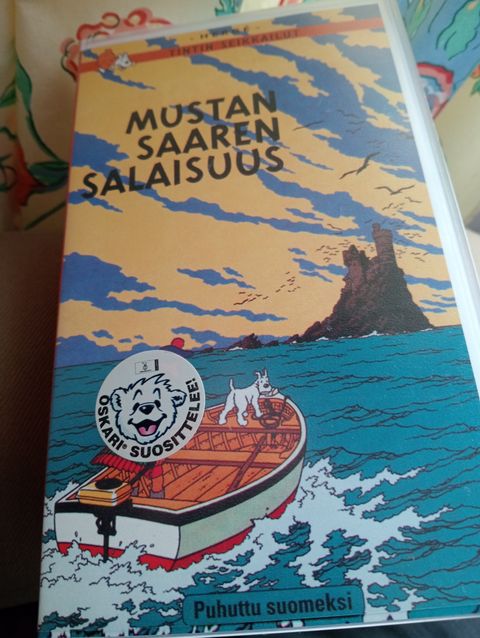 - HERGÉ -
TINTIN SEIKKAILUT
MUSTAN
SAAREN
SALAISUUS
OSKARI® SUOSITTELEE!
Puhuttu suomeksi